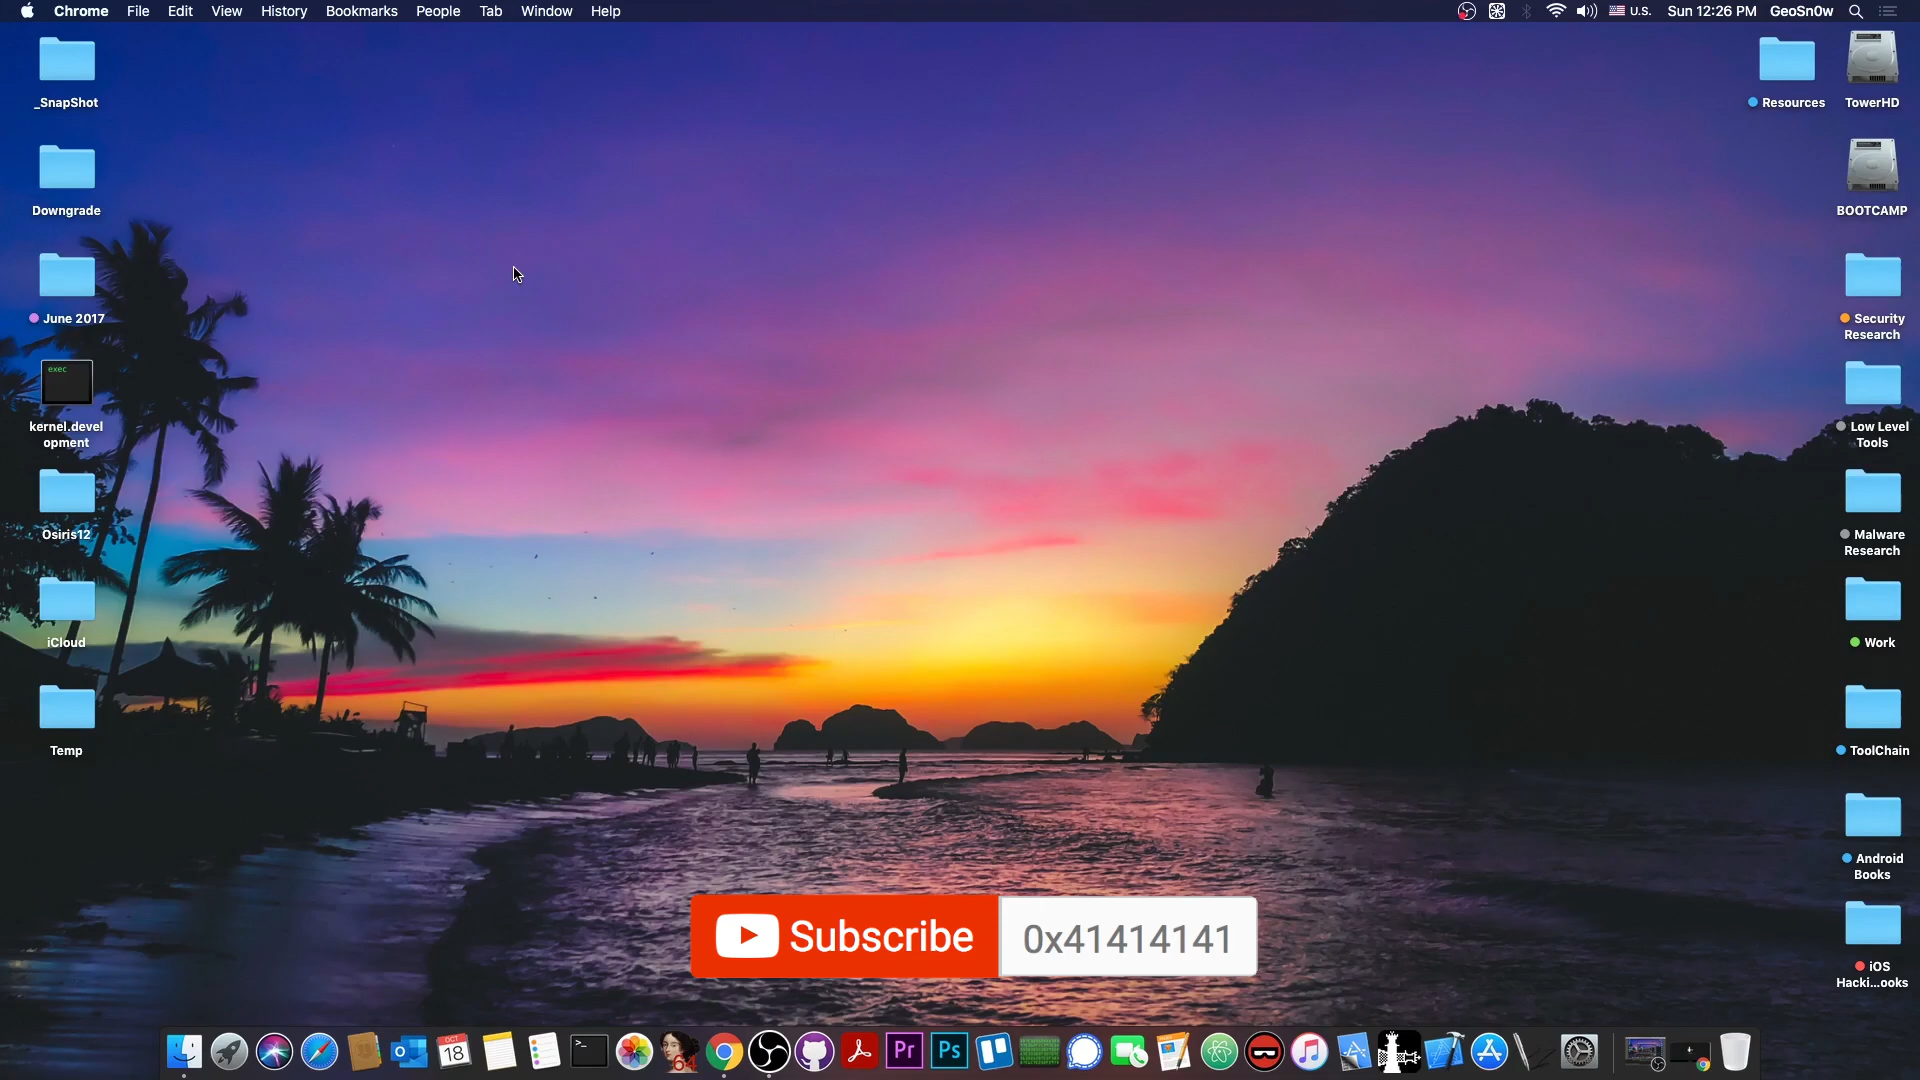 Chrome File Edit View History Bookmarks People Tab Window Help
U.S. Sun 12:26 PM GeoSn0w
_SnapShot
Downgrade
June 2017
exec
kernel.devel
opment
Osiris12
iCloud
Temp
Resources
TowerHD
BOOTCAMP
Security
Research
Low Level
Tools
Malware
Research
Work
ToolChain
Android
Books
iOS
Hacki...ooks
Subscribe
0x41414141
OCT
18
>_
64
Pr
Ps